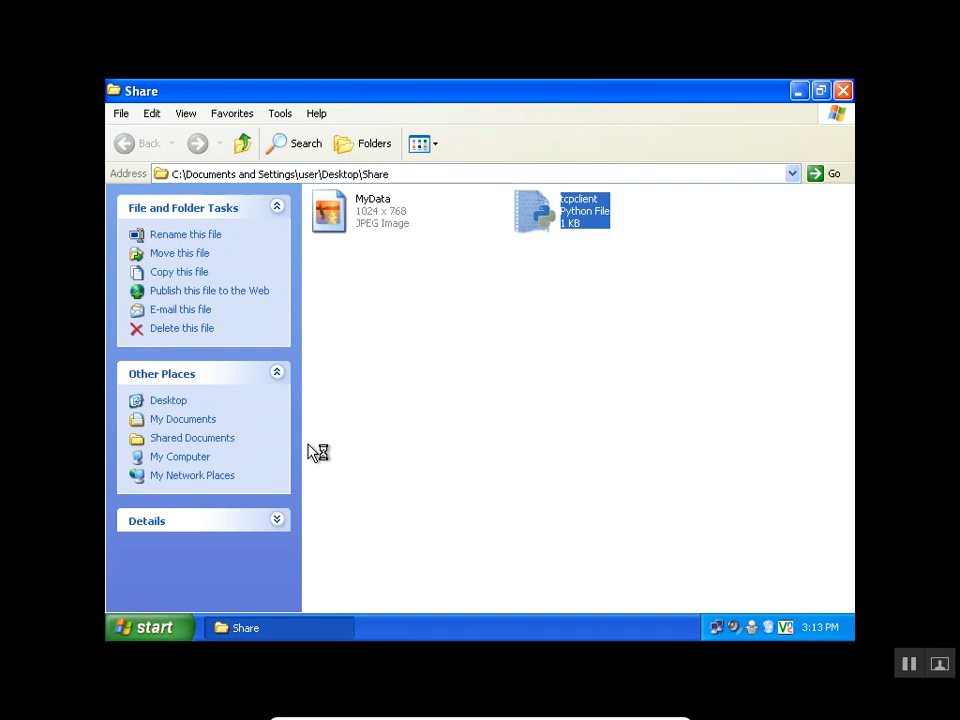 Share
File Edit View Favorites Tools Help
Back Search Folders
Address C:\Documents and Settings\user\Desktop\Share Go
File and Folder Tasks
Rename this file
Move this file
Copy this file
Publish this file to the Web
E-mail this file
Delete this file
Other Places
Desktop
My Documents
Shared Documents
My Computer
My Network Places
Details
MyData
1024 x 768
JPEG Image
tcpclient
Python File
1 KB
start Share 3:13 PM